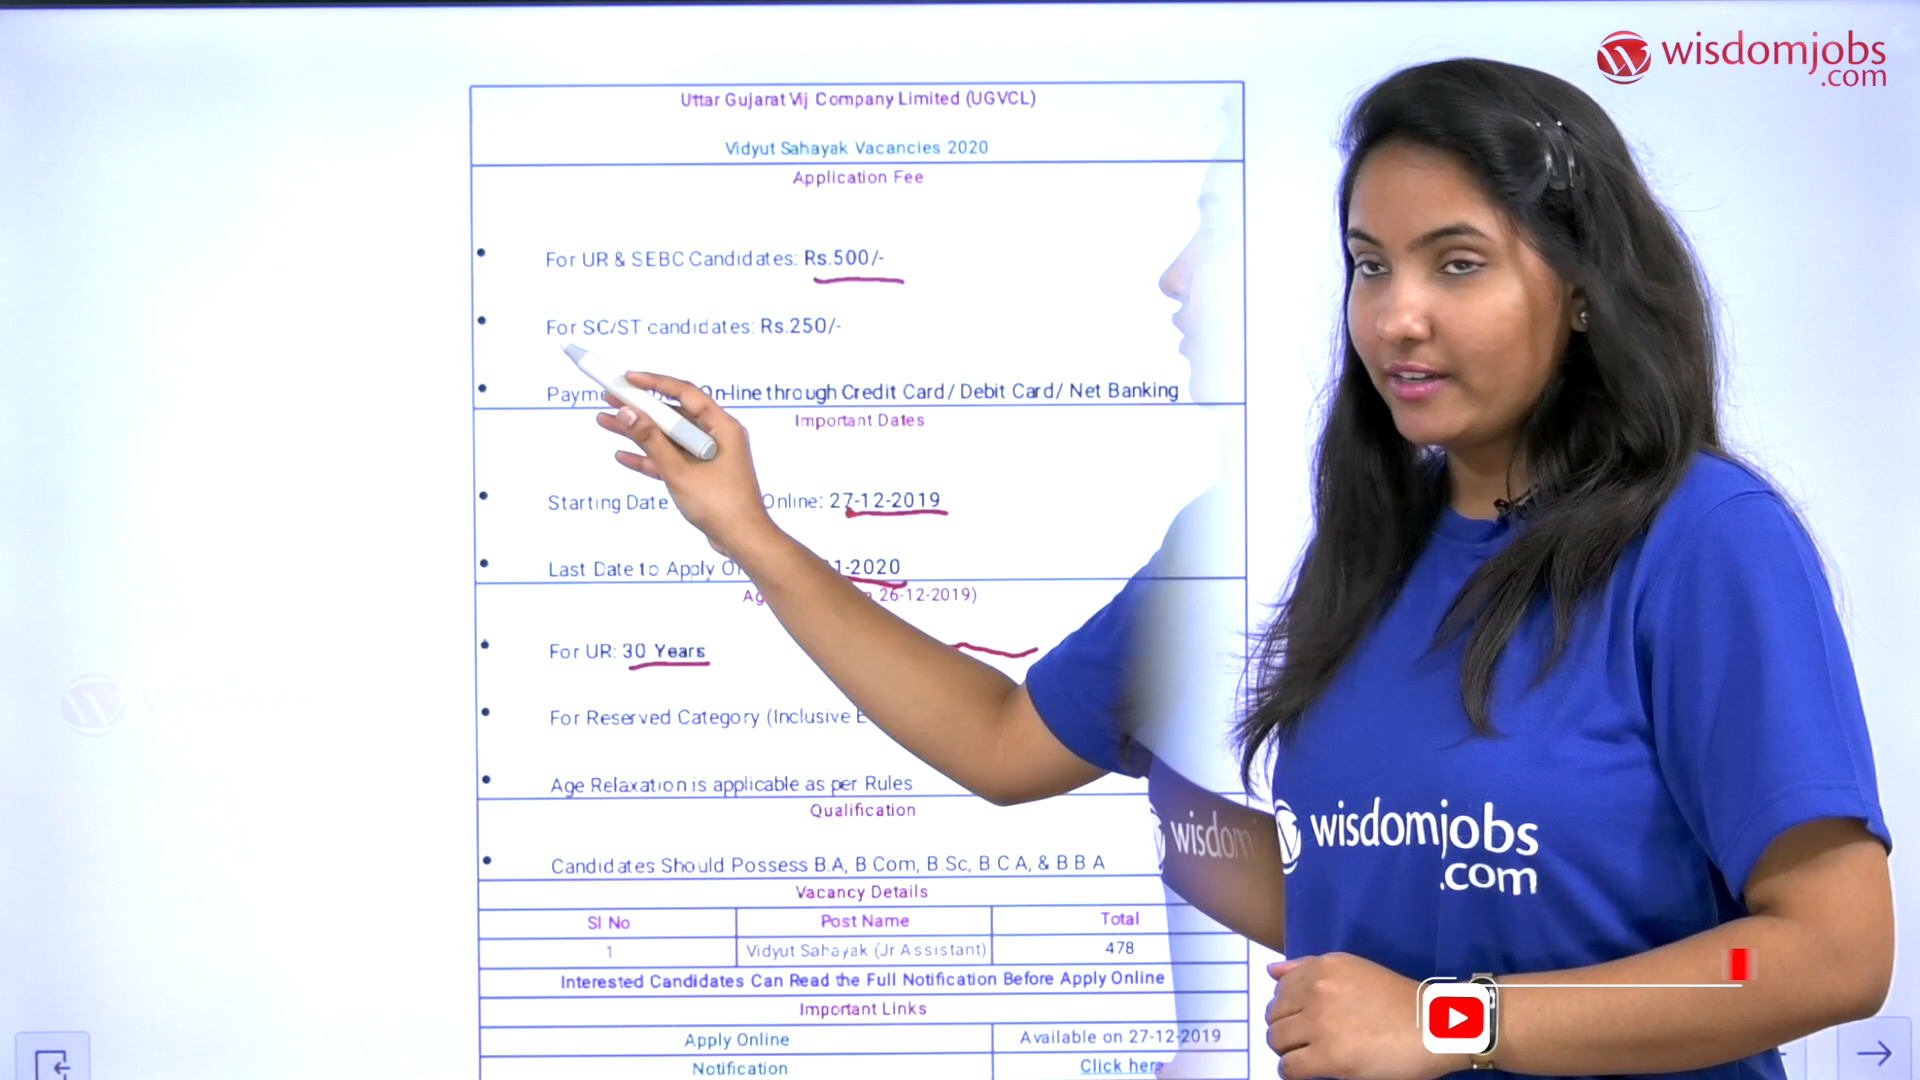 wisdomjobs
.com
Uttar Gujarat Vij Company Limited (UGVCL)
Vidyut Sahayak Vacancies 2020
Application Fee
For UR & SEBC Candidates: Rs.500/-
For SC/ST candidates: Rs.250/-
On-line through Credit Card/ Debit Card/ Net Banking
Important Dates
Starting Date Online: 27-12-2019
Last Date to Apply 1-2020
26-12-2019)
For UR: 30 Years
For Reserved Category (Inclusive
Age Relaxation is applicable as per Rules
Qualification
Candidates Should Possess B.A, B Com, B.Sc, B.C.A, & B.B.A
Vacancy Details
Sl No Post Name Total
1 Vidyut Sahayak (Jr Assistant) 478
Interested Candidates Can Read the Full Notification Before Apply Online
Important Links
Apply Online Available on 27-12-2019
Notification Click here
wisdomjobs
.com